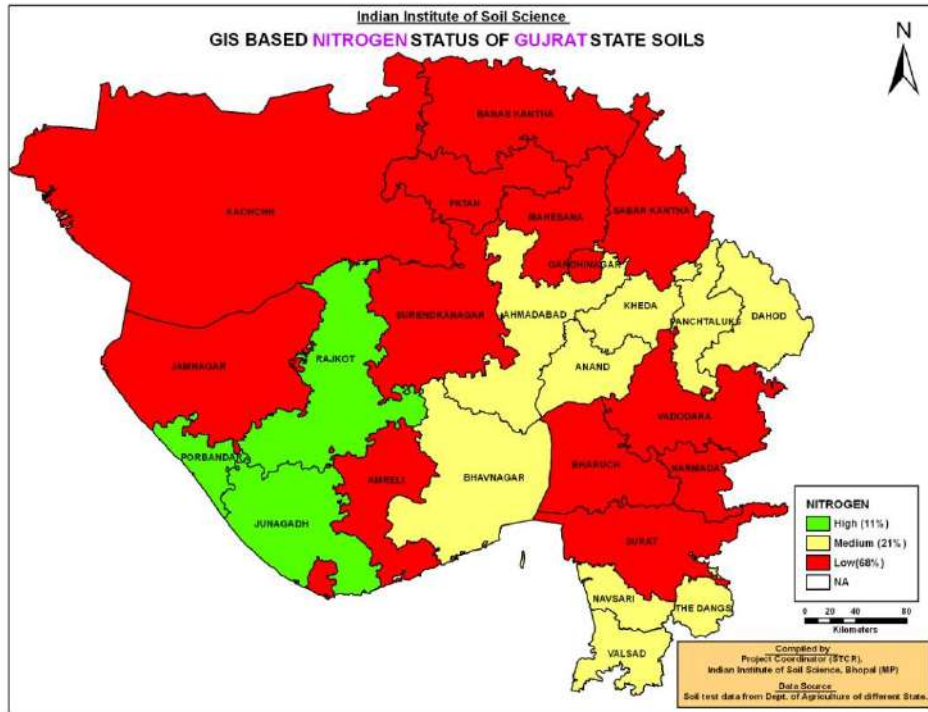 Indian Institute of Soil Science
GIS BASED NITROGEN STATUS OF GUJRAT STATE SOILS
N
BANAS KANTHA
KACHCHH
PATAN
MAHESANA
SABAR KANTHA
GANDHINAGAR
SURENDRANAGAR
AHMADABAD
KHEDA
PANCHTALUKS
DAHOD
RAJKOT
JAMNAGAR
ANAND
VADODARA
PORBANDAR
AMRELI
BHAVNAGAR
BHARUCH
NARMADA
JUNAGADH
SURAT
NAVSARI
THE DANGS
VALSAD
NITROGEN
High (11%)
Medium (21%)
Low(68%)
NA
0 20 40 80
Kilometers
Compiled by
Project Coordinator (STCR),
Indian Institute of Soil Science, Bhopal (MP)
Data Source
Soil test data from Dept. of Agriculture of different State.